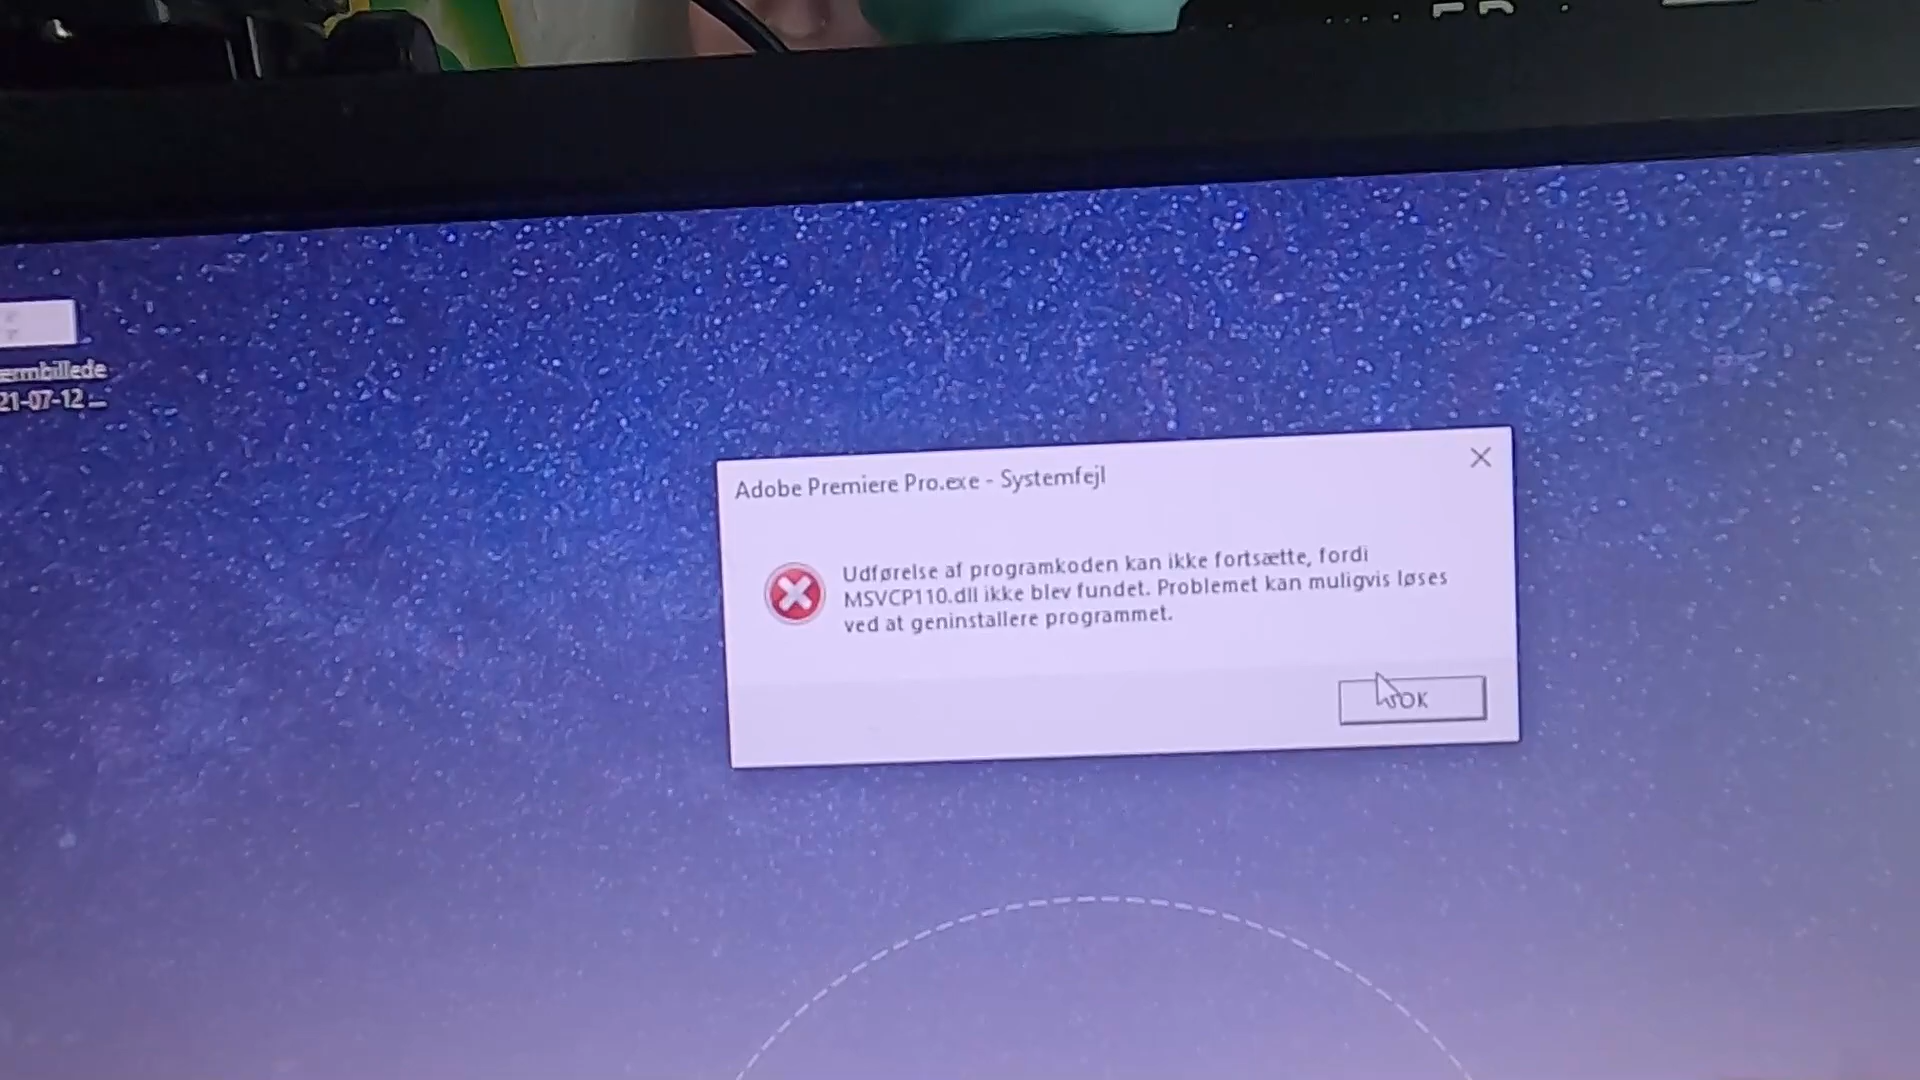 21-07-12
Adobe Premiere Pro.exe - Systemfejl
Udførelse af programkoden kan ikke fortsætte, fordi
MSVCP110.dll ikke blev fundet. Problemet kan muligvis løses
ved at geninstallere programmet.
OK